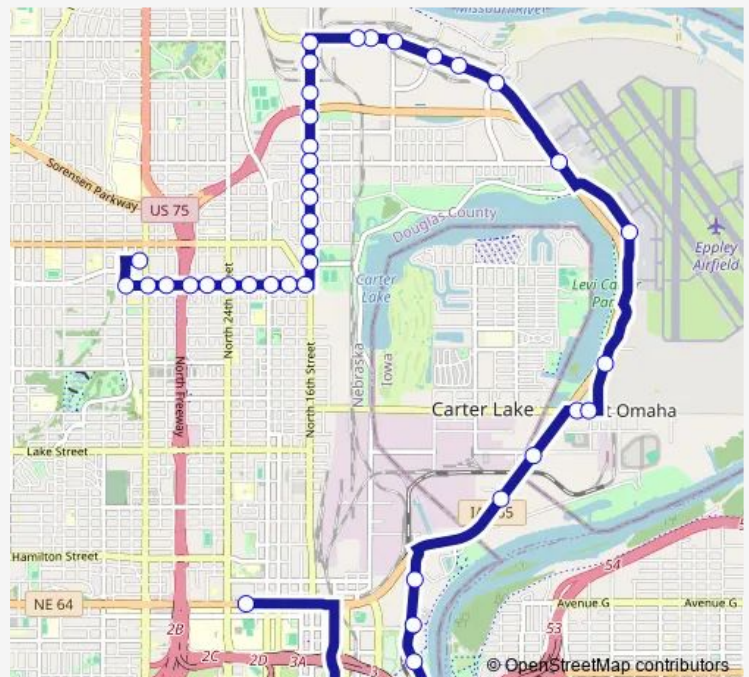 Missouri River
Sorensen Parkway
US 75
Douglas County
Eppley
Airfield
North 24th Street
Carter
Lake
Levi Carter
Park
North Freeway
North 16th Street
Nebraska
Iowa
Carter Lake
t Omaha
Lake Street
Hamilton Street
54
NE 64
Avenue G
Avenue G
53
2B
2C
2D
3A
3
© OpenStreetMap contributors